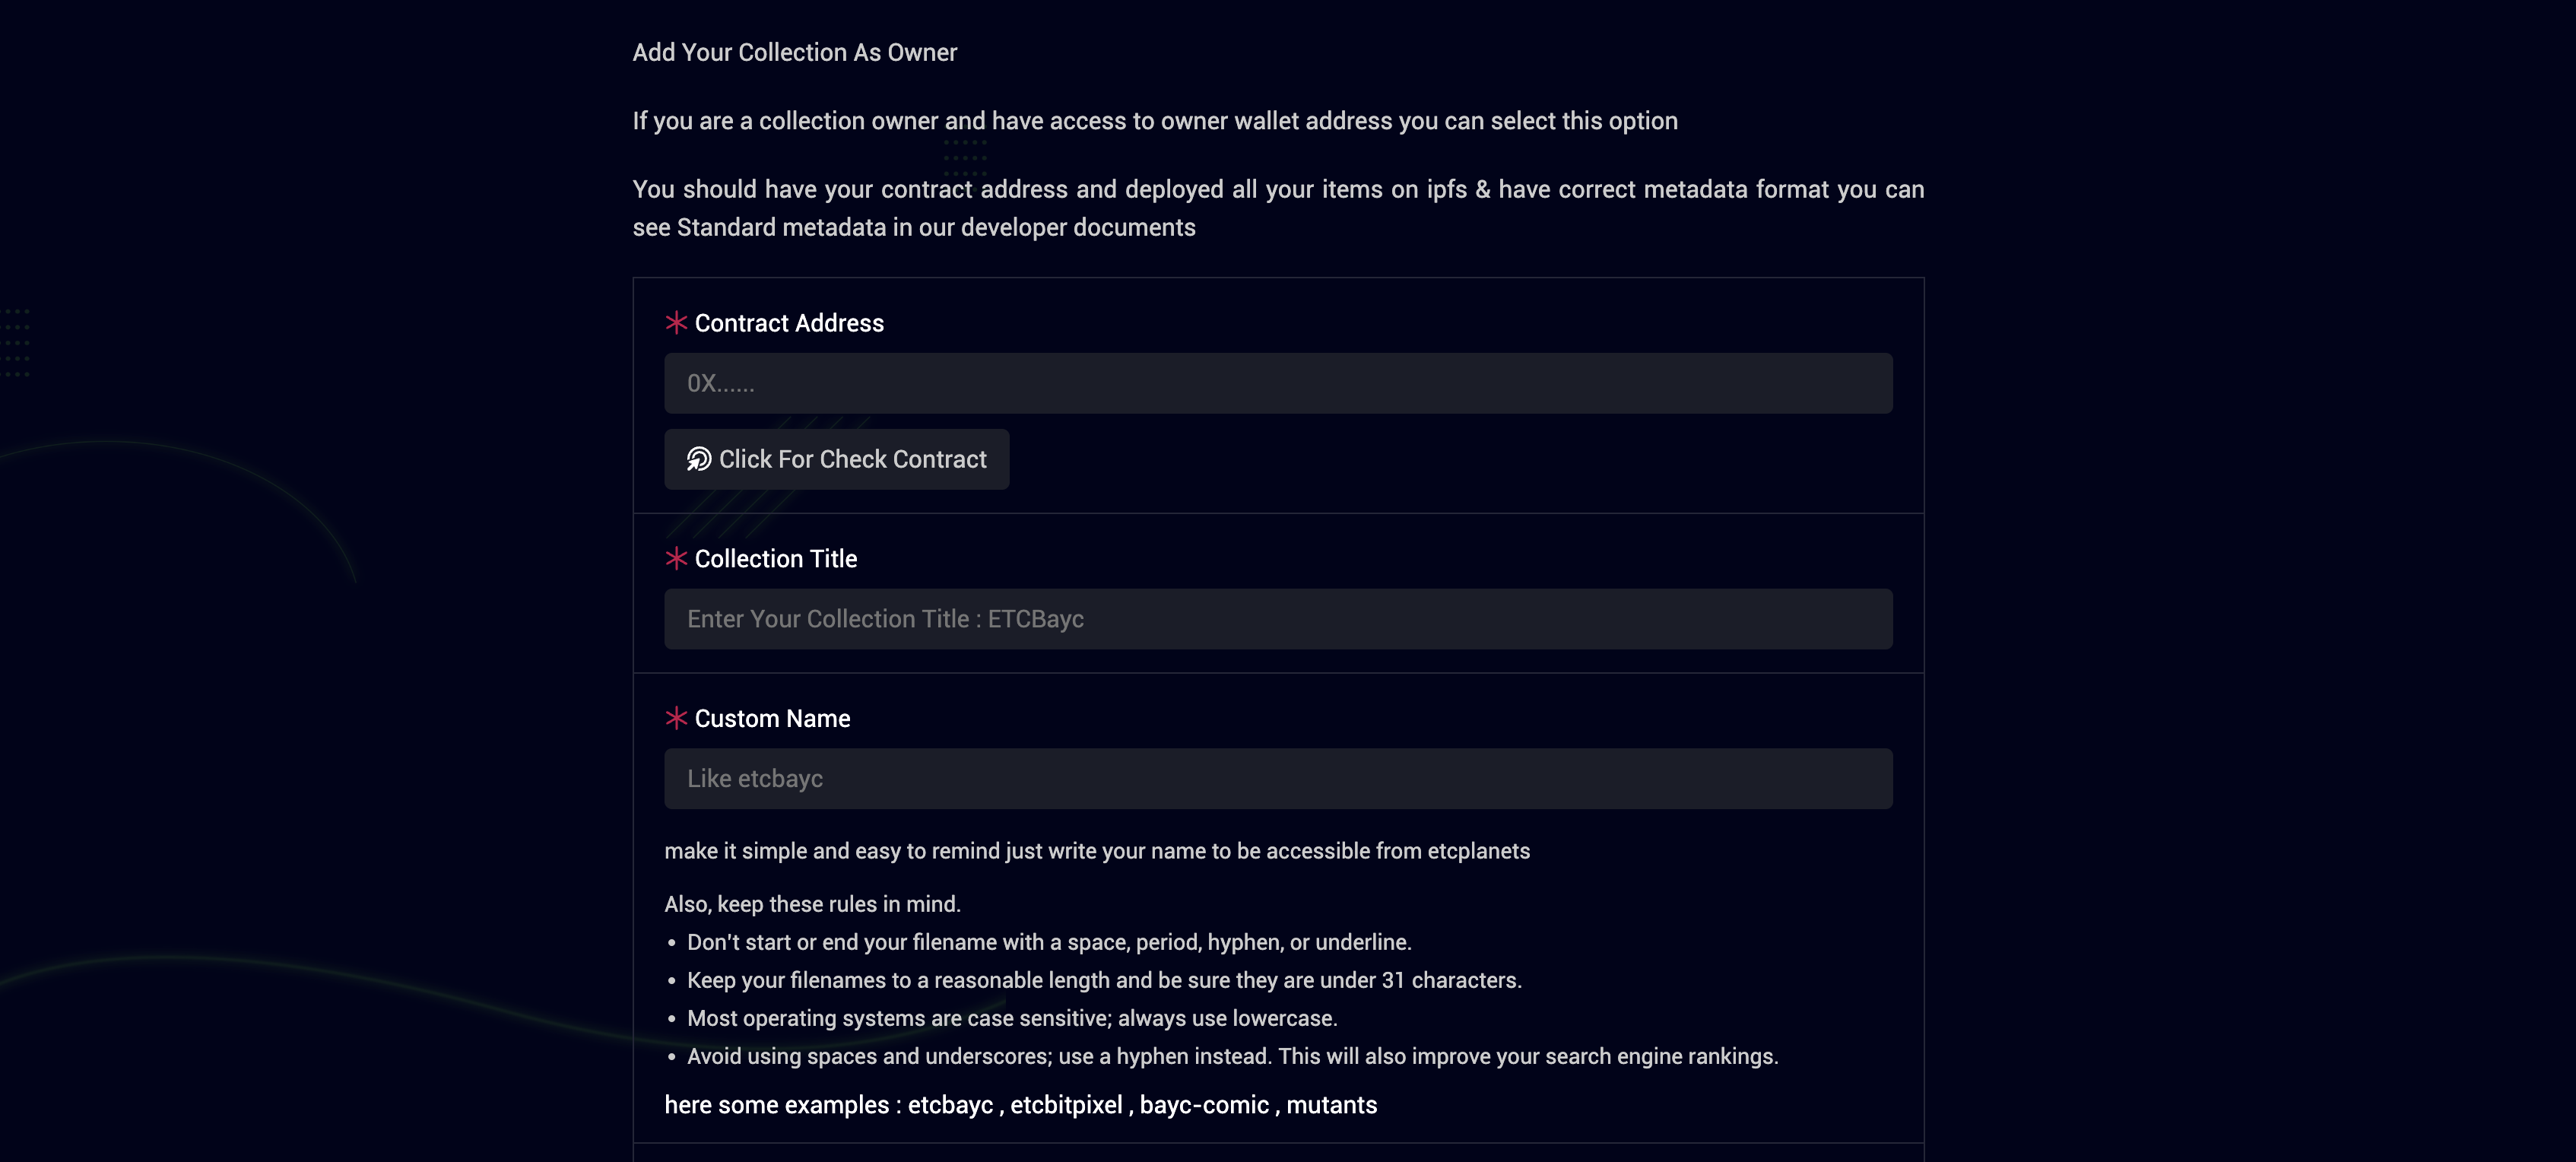 Add Your Collection As Owner
If you are a collection owner and have access to owner wallet address you can select this option
You should have your contract address and deployed all your items on ipfs & have correct metadata format you can
see Standard metadata in our developer documents
* Contract Address
0X......
Click For Check Contract
* Collection Title
Enter Your Collection Title : ETCBayc
* Custom Name
Like etcbayc
make it simple and easy to remind just write your name to be accessible from etcplanets
Also, keep these rules in mind.
• Don't start or end your filename with a space, period, hyphen, or underline.
• Keep your filenames to a reasonable length and be sure they are under 31 characters.
• Most operating systems are case sensitive; always use lowercase.
• Avoid using spaces and underscores; use a hyphen instead. This will also improve your search engine rankings.
here some examples : etcbayc , etcbitpixel , bayc-comic , mutants